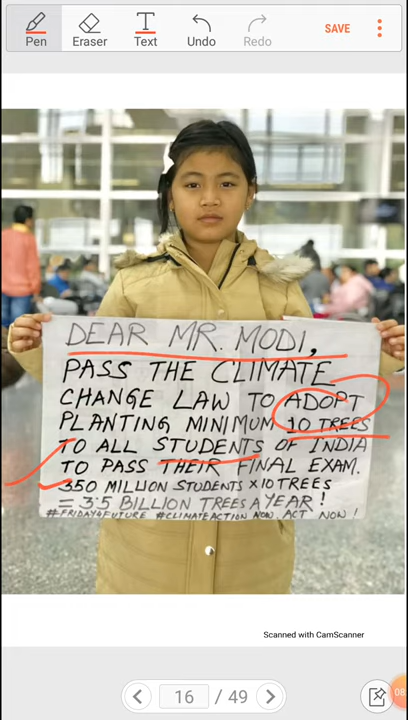 Pen Eraser Text Undo Redo SAVE
DEAR MR. MODI,
PASS THE CLIMATE
CHANGE LAW TO ADOPT
PLANTING MINIMUM 10 TREES
TO ALL STUDENTS OF INDIA
TO PASS THEIR FINAL EXAM.
350 MILLION STUDENTS X 10 TREES
= 3.5 BILLION TREES A YEAR!
#FRIDAY4FUTURE #CLIMATEACTION NOW. ACT NOW!
Scanned with CamScanner
16 / 49
08